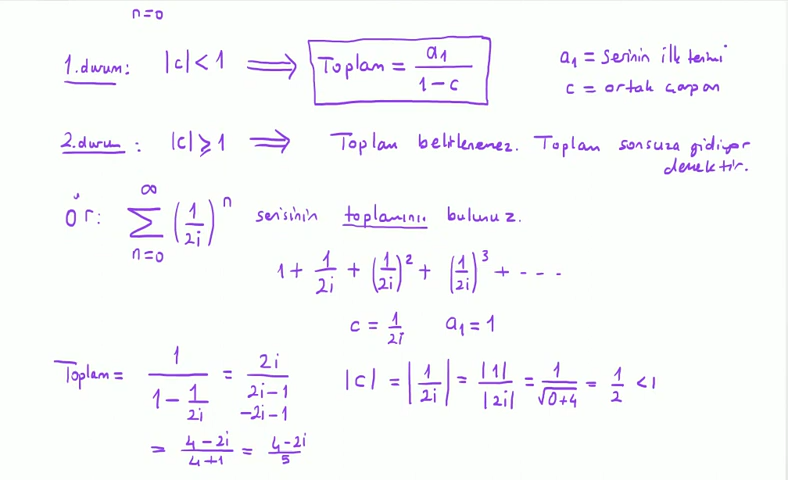 n=0
1.durum: |c|<1 ⟹ Toplam = a₁/(1-c) a₁ = Serinin ilk terimi
c = ortak çarpan
2.durum : |c|⩾1 ⟹ Toplam belirlenemez. Toplam sonsuza gidiyor
demektir.
Ör: ∑_{n=0}^{∞} (1/2i)^n serisinin toplamını bulunuz.
1 + 1/2i + (1/2i)² + (1/2i)³ + ----
c = 1/2i a₁=1
Toplam = 1/(1 - 1/2i) = 2i/(2i-1) |c| = |1/2i| = |1|/|2i| = 1/√(0+4) = 1/2 <1
-2i-1
= (4-2i)/(4+1) = (4-2i)/5